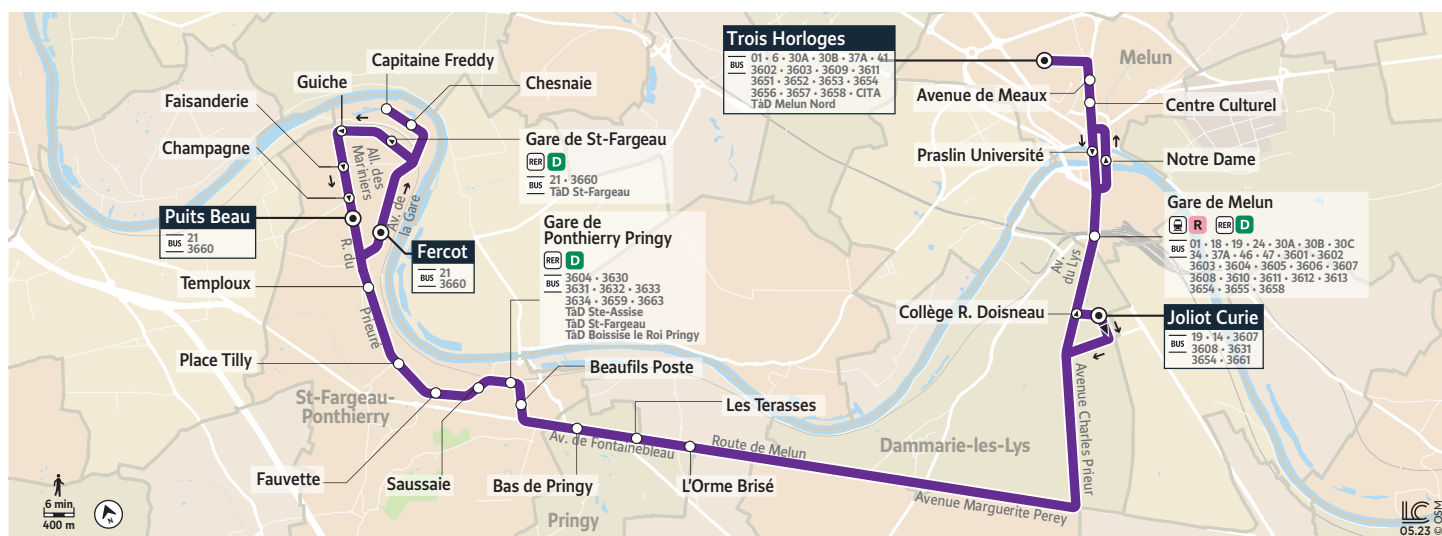 Capitaine Freddy
Guiche
Chesnaie
Faisanderie
Champagne
Gare de St-Fargeau
RER D
BUS
21 • 3660
TàD St-Fargeau
All. des
Mariniers
Av. de
la Gare
Puits Beau
BUS
21
3660
Fercot
BUS
21
3660
R. du
Prieuré
Temploux
Place Tilly
Gare de
Ponthierry Pringy
RER D
BUS
3604 • 3630
3631 • 3632 • 3633
3634 • 3659 • 3663
TàD Ste-Assise
TàD St-Fargeau
TàD Boissise le Roi Pringy
Beaufils Poste
St-Fargeau-
Ponthierry
Fauvette
Saussaie
Bas de Pringy
Les Terasses
L'Orme Brisé
Av. de Fontainebleau
Route de Melun
Pringy
Avenue Marguerite Perey
Dammarie-les-Lys
Avenue Charles Prieur
Trois Horloges
BUS
01 • 6 • 30A • 30B • 37A • 41
3602 • 3603 • 3609 • 3611
3651 • 3652 • 3653 • 3654
3656 • 3657 • 3658 • CITA
TàD Melun Nord
Melun
Avenue de Meaux
Centre Culturel
Praslin Université
Notre Dame
Gare de Melun
R RER D
BUS
01 • 18 • 19 • 24 • 30A • 30B • 30C
34 • 37A • 46 • 47 • 3601 • 3602
3603 • 3604 • 3605 • 3606 • 3607
3608 • 3610 • 3611 • 3612 • 3613
3654 • 3655 • 3658
Av.
du Lys
Collège R. Doisneau
Joliot Curie
BUS
19 • 14 • 3607
3608 • 3631
3654 • 3661
6 min
400 m
N
LC
05.23 © OSM